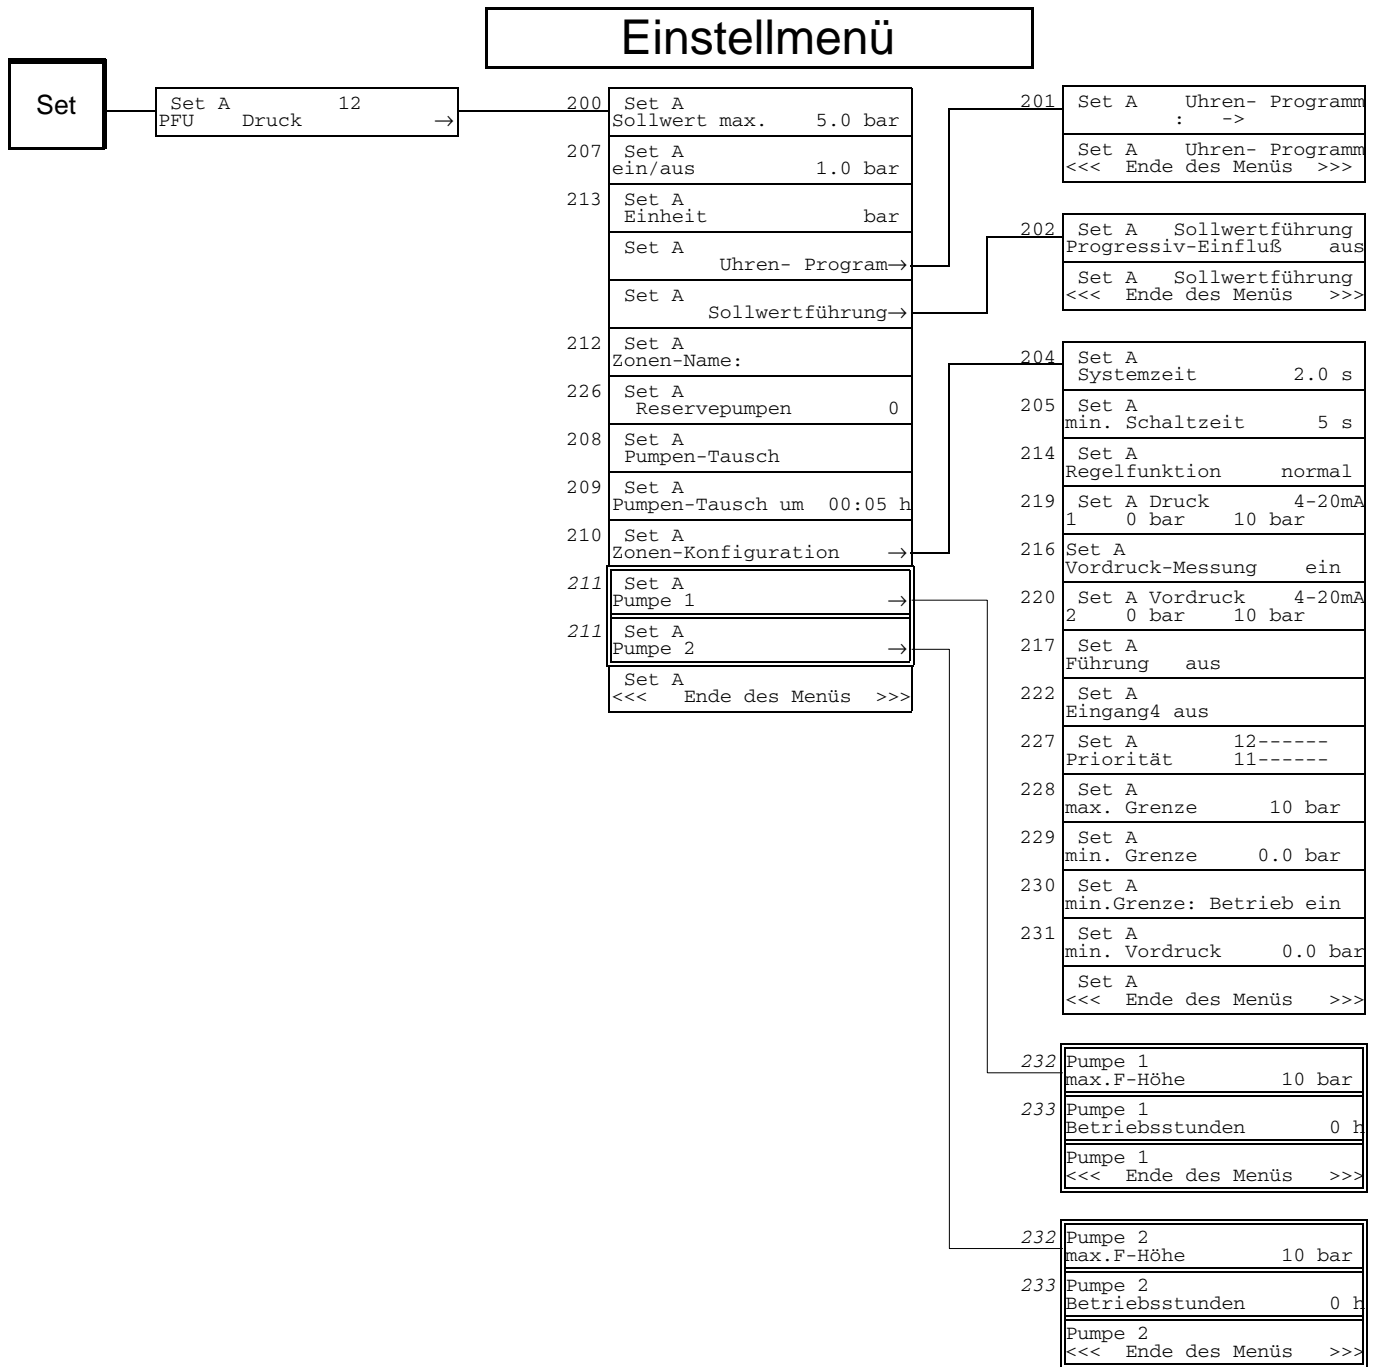 Einstellmenü
Set
Set A 12
PFU Druck →
200 Set A
Sollwert max. 5.0 bar
207 Set A
ein/aus 1.0 bar
213 Set A
Einheit bar
Set A
Uhren- Program→
Set A
Sollwertführung→
212 Set A
Zonen-Name:
226 Set A
Reservepumpen 0
208 Set A
Pumpen-Tausch
209 Set A
Pumpen-Tausch um 00:05 h
210 Set A
Zonen-Konfiguration →
211 Set A
Pumpe 1 →
211 Set A
Pumpe 2 →
Set A
<<< Ende des Menüs >>>
201 Set A Uhren- Programm
: ->
Set A Uhren- Programm
<<< Ende des Menüs >>>
202 Set A Sollwertführung
Progressiv-Einfluß aus
Set A Sollwertführung
<<< Ende des Menüs >>>
204 Set A
Systemzeit 2.0 s
205 Set A
min. Schaltzeit 5 s
214 Set A
Regelfunktion normal
219 Set A Druck 4-20mA
1 0 bar 10 bar
216 Set A
Vordruck-Messung ein
220 Set A Vordruck 4-20mA
2 0 bar 10 bar
217 Set A
Führung aus
222 Set A
Eingang4 aus
227 Set A 12------
Priorität 11------
228 Set A
max. Grenze 10 bar
229 Set A
min. Grenze 0.0 bar
230 Set A
min.Grenze: Betrieb ein
231 Set A
min. Vordruck 0.0 bar
Set A
<<< Ende des Menüs >>>
232 Pumpe 1
max.F-Höhe 10 bar
233 Pumpe 1
Betriebsstunden 0 h
Pumpe 1
<<< Ende des Menüs >>>
232 Pumpe 2
max.F-Höhe 10 bar
233 Pumpe 2
Betriebsstunden 0 h
Pumpe 2
<<< Ende des Menüs >>>